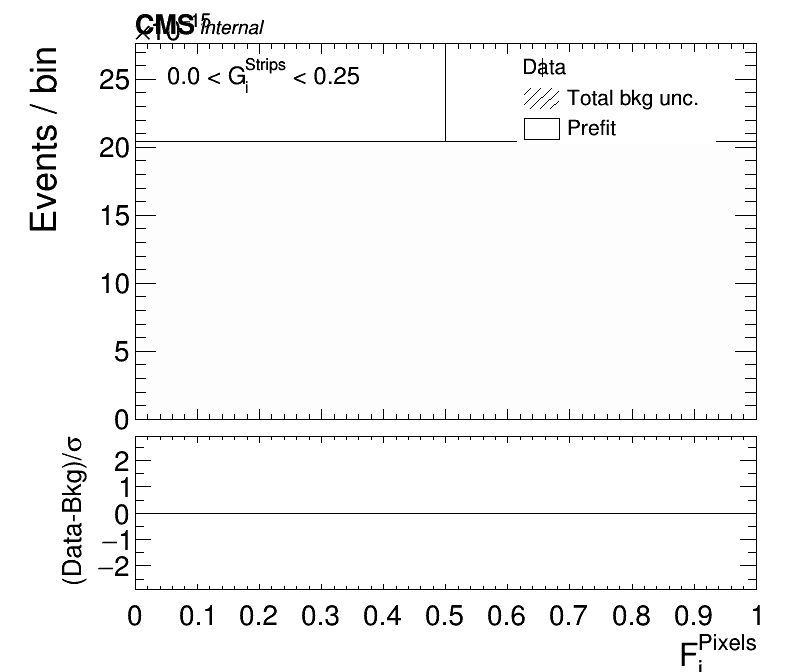 CMS Internal
×10^15
Events / bin
0.0 < G_i^Strips < 0.25
Data
Total bkg unc.
Prefit
25
20
15
10
5
0
(Data-Bkg)/σ
2
1
0
−1
−2
0 0.1 0.2 0.3 0.4 0.5 0.6 0.7 0.8 0.9 1
F_i^Pixels